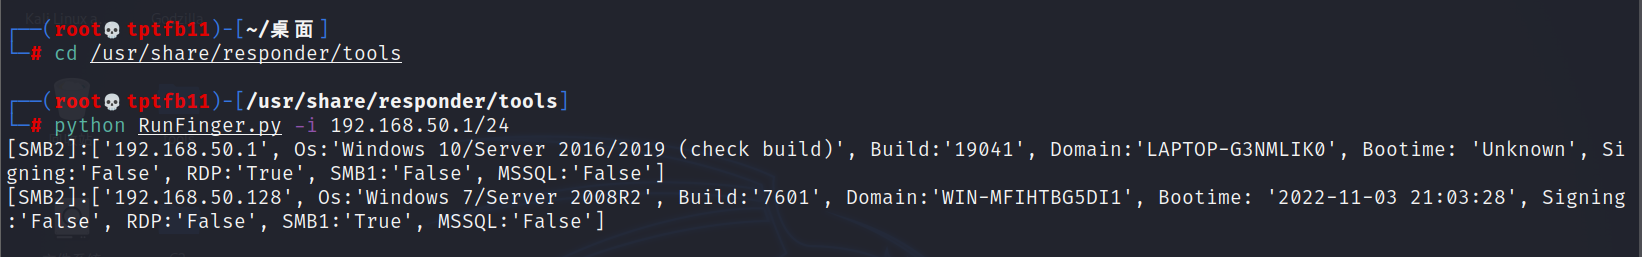 ┌──(root💀tptfb11)-[~/桌面]
└─# cd /usr/share/responder/tools
┌──(root💀tptfb11)-[/usr/share/responder/tools]
└─# python RunFinger.py -i 192.168.50.1/24
[SMB2]:['192.168.50.1', Os:'Windows 10/Server 2016/2019 (check build)', Build:'19041', Domain:'LAPTOP-G3NMLIK0', Bootime: 'Unknown', Si
gning:'False', RDP:'True', SMB1:'False', MSSQL:'False']
[SMB2]:['192.168.50.128', Os:'Windows 7/Server 2008R2', Build:'7601', Domain:'WIN-MFIHTBG5DI1', Bootime: '2022-11-03 21:03:28', Signing
:'False', RDP:'False', SMB1:'True', MSSQL:'False']